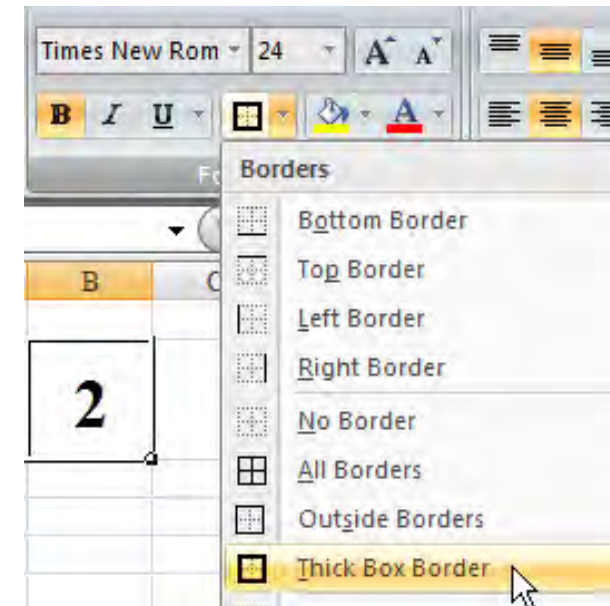 Times New Rom 24 A A
B I U A
Fo
Borders
Bottom Border
Top Border
B C
Left Border
Right Border
2
No Border
All Borders
Outside Borders
Thick Box Border